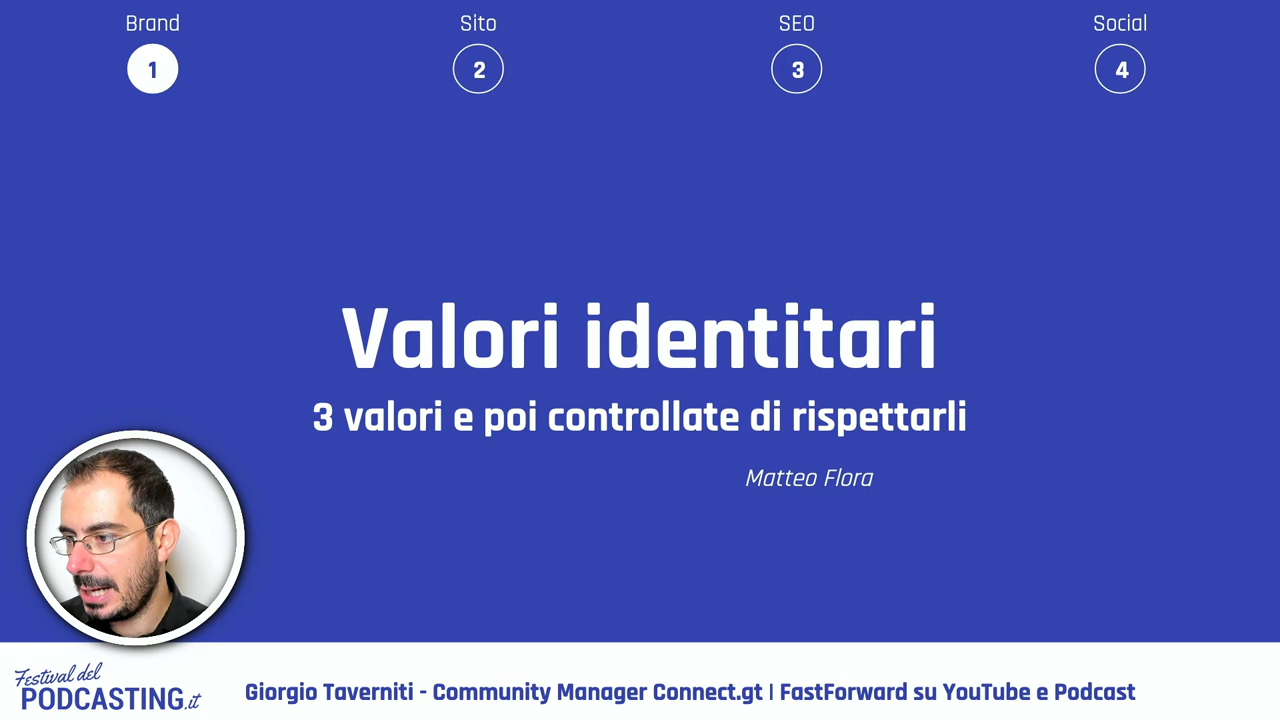 Brand Sito SEO Social
1 2 3 4
Valori identitari
3 valori e poi controllate di rispettarli
Matteo Flora
Festival del
PODCASTING.it
Giorgio Taverniti - Community Manager Connect.gt | FastForward su YouTube e Podcast